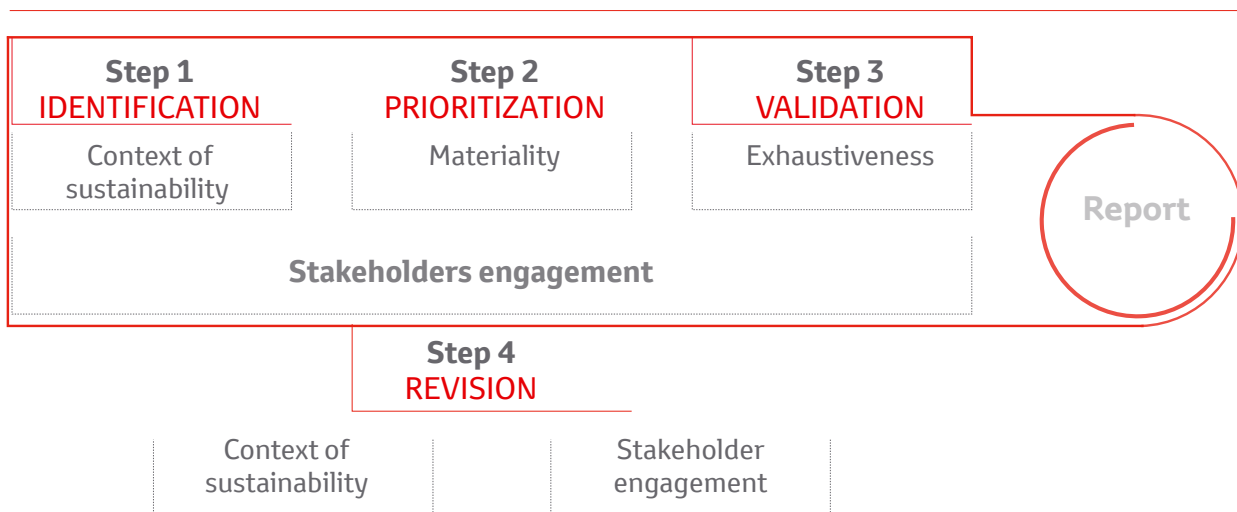 Step 1
IDENTIFICATION
Context of
sustainability
Step 2
PRIORITIZATION
Materiality
Step 3
VALIDATION
Exhaustiveness
Report
Stakeholders engagement
Step 4
REVISION
Context of
sustainability
Stakeholder
engagement